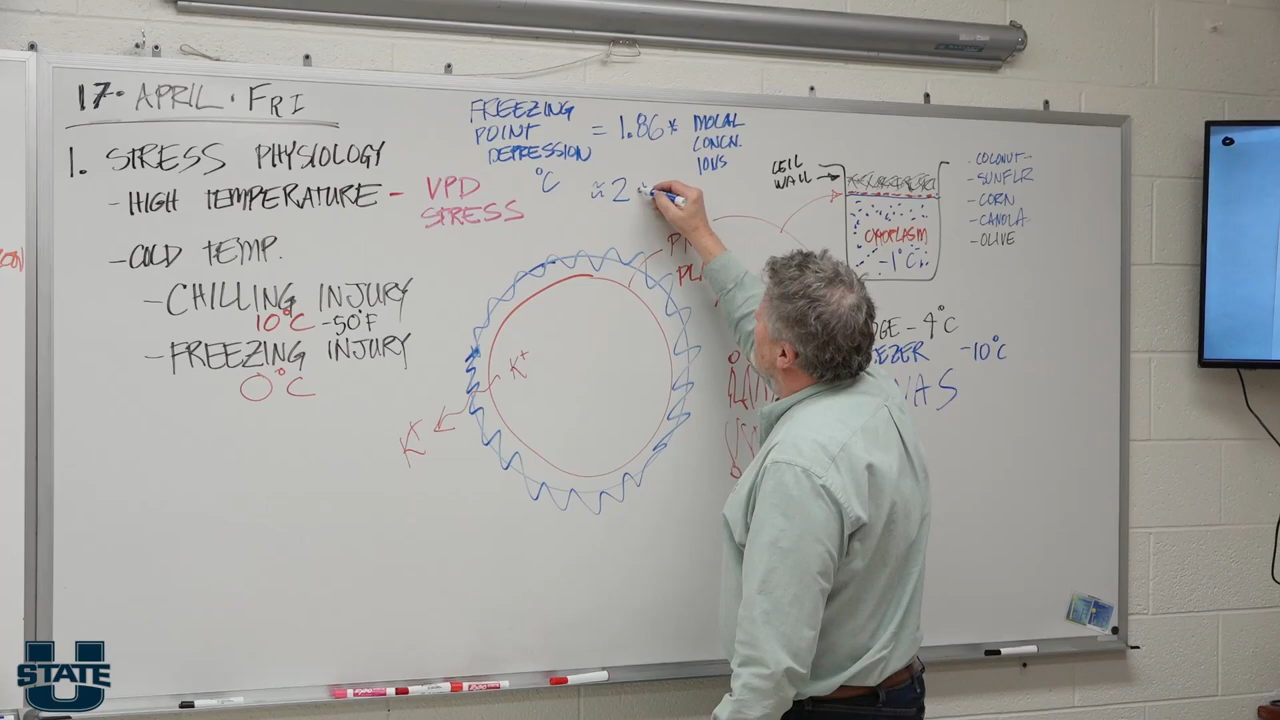 17. APRIL. FRI
1. STRESS PHYSIOLOGY
- HIGH TEMPERATURE - VPD
STRESS
- COLD TEMP.
- CHILLING INJURY
10°C -50°F
- FREEZING INJURY
0°C
FREEZING
POINT
DEPRESSION
°C
= 1.86 *
MOLAL
CONCN.
IONS
≈ 2
K+
K+
CELL
WALL
CYTOPLASM
-1°C
- COCONUT-
- SUNFLR
- CORN
- CANOLA
- OLIVE
- 4°C
-10°C
STATE